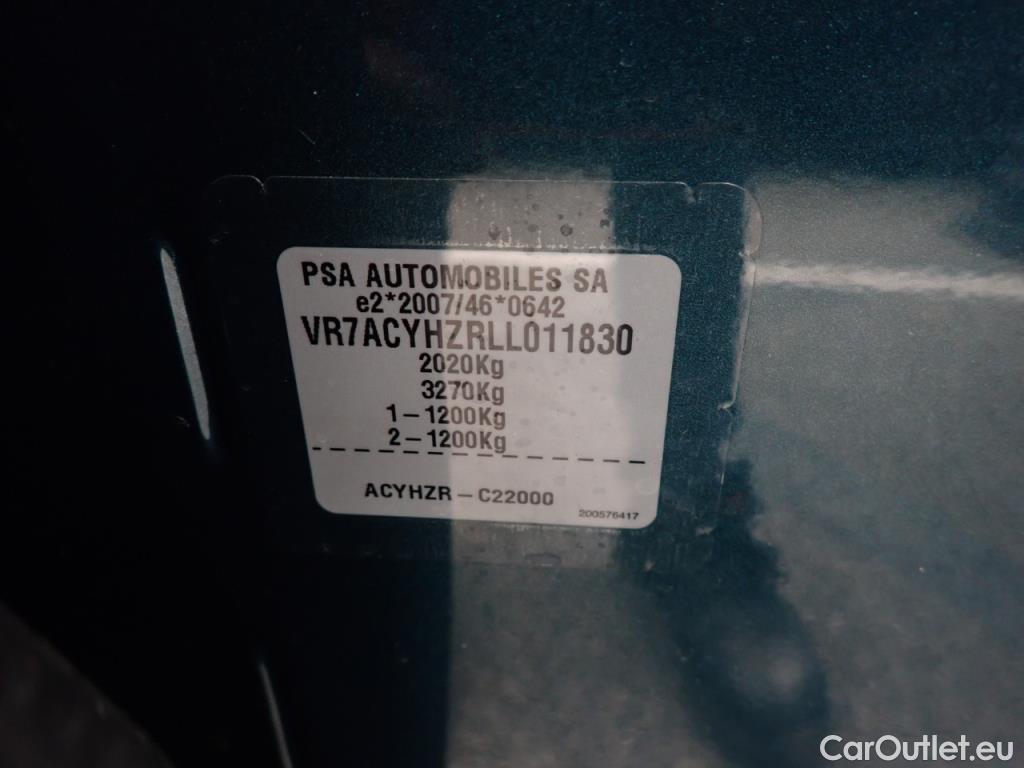 PSA AUTOMOBILES SA
e2*2007/46*0642
VR7ACYHZRLL011830
2020Kg
3270Kg
1-1200Kg
2-1200Kg
ACYHZR-C22000
200576417
CarOutlet.eu